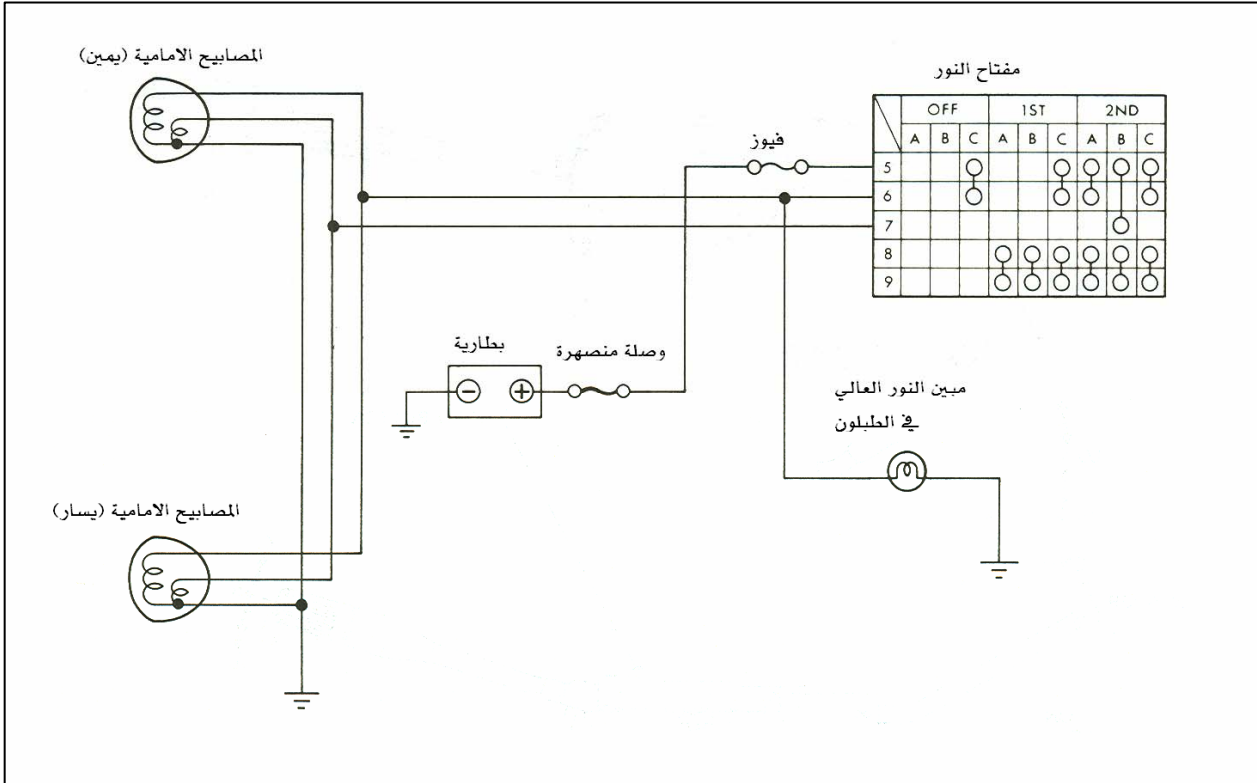 المصابيح الامامية (يمين)
مفتاح النور
OFF 1ST 2ND
A B C A B C A B C
5
6
7
8
9
فيوز
بطارية
وصلة منصهرة
مبين النور العالي
في الطبلون
المصابيح الامامية (يسار)